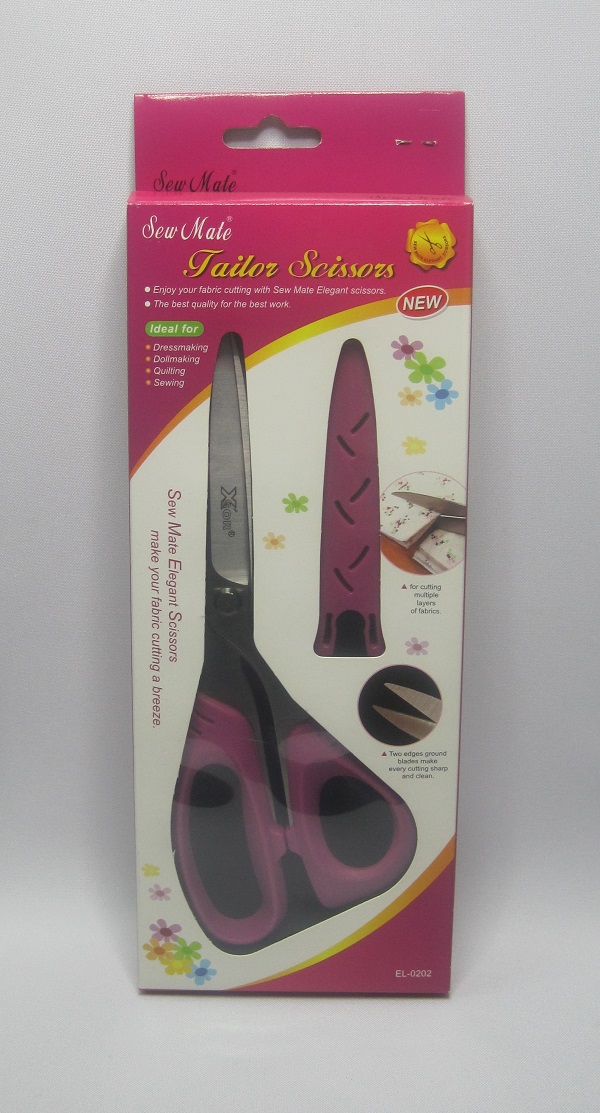 Sew Mate®
Sew Mate®
Tailor Scissors
Enjoy your fabric cutting with Sew Mate Elegant scissors.
The best quality for the best work.
NEW
Ideal for
Dressmaking
Dollmaking
Quilting
Sewing
Sew Mate Elegant Scissors
make your fabric cutting a breeze.
for cutting
multiple
layers
of fabrics.
Two edges ground
blades make
every cutting sharp
and clean.
EL-0202